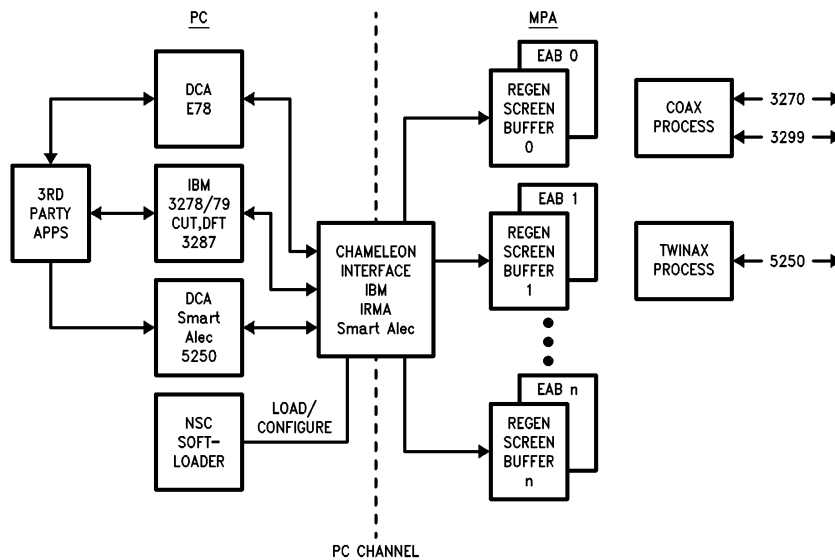 PC
MPA
DCA
E78
EAB 0
REGEN
SCREEN
BUFFER
0
COAX
PROCESS
3270
3299
3RD
PARTY
APPS
IBM
3278/79
CUT,DFT
3287
CHAMELEON
INTERFACE
IBM
IRMA
Smart Alec
EAB 1
REGEN
SCREEN
BUFFER
1
TWINAX
PROCESS
5250
DCA
Smart
Alec
5250
NSC
SOFT-
LOADER
LOAD/
CONFIGURE
EAB n
REGEN
SCREEN
BUFFER
n
PC CHANNEL